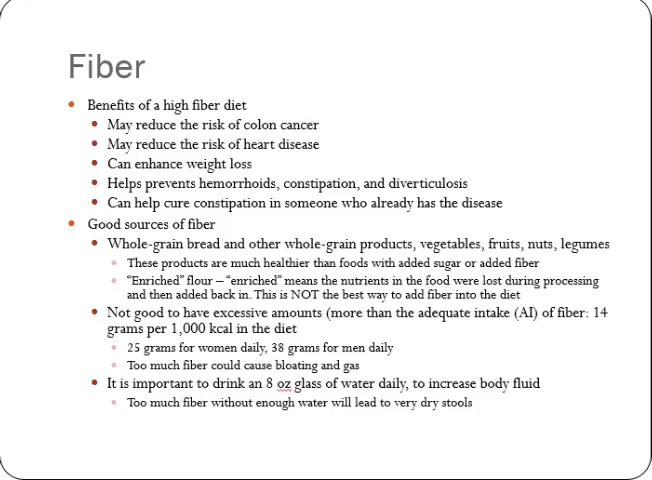 Fiber
Benefits of a high fiber diet
May reduce the risk of colon cancer
May reduce the risk of heart disease
Can enhance weight loss
Helps prevents hemorrhoids, constipation, and diverticulosis
Can help cure constipation in someone who already has the disease
Good sources of fiber
Whole-grain bread and other whole-grain products, vegetables, fruits, nuts, legumes
These products are much healthier than foods with added sugar or added fiber
“Enriched” flour – “enriched” means the nutrients in the food were lost during processing
and then added back in. This is NOT the best way to add fiber into the diet
Not good to have excessive amounts (more than the adequate intake (AI) of fiber: 14
grams per 1,000 kcal in the diet
25 grams for women daily, 38 grams for men daily
Too much fiber could cause bloating and gas
It is important to drink an 8 oz glass of water daily, to increase body fluid
Too much fiber without enough water will lead to very dry stools